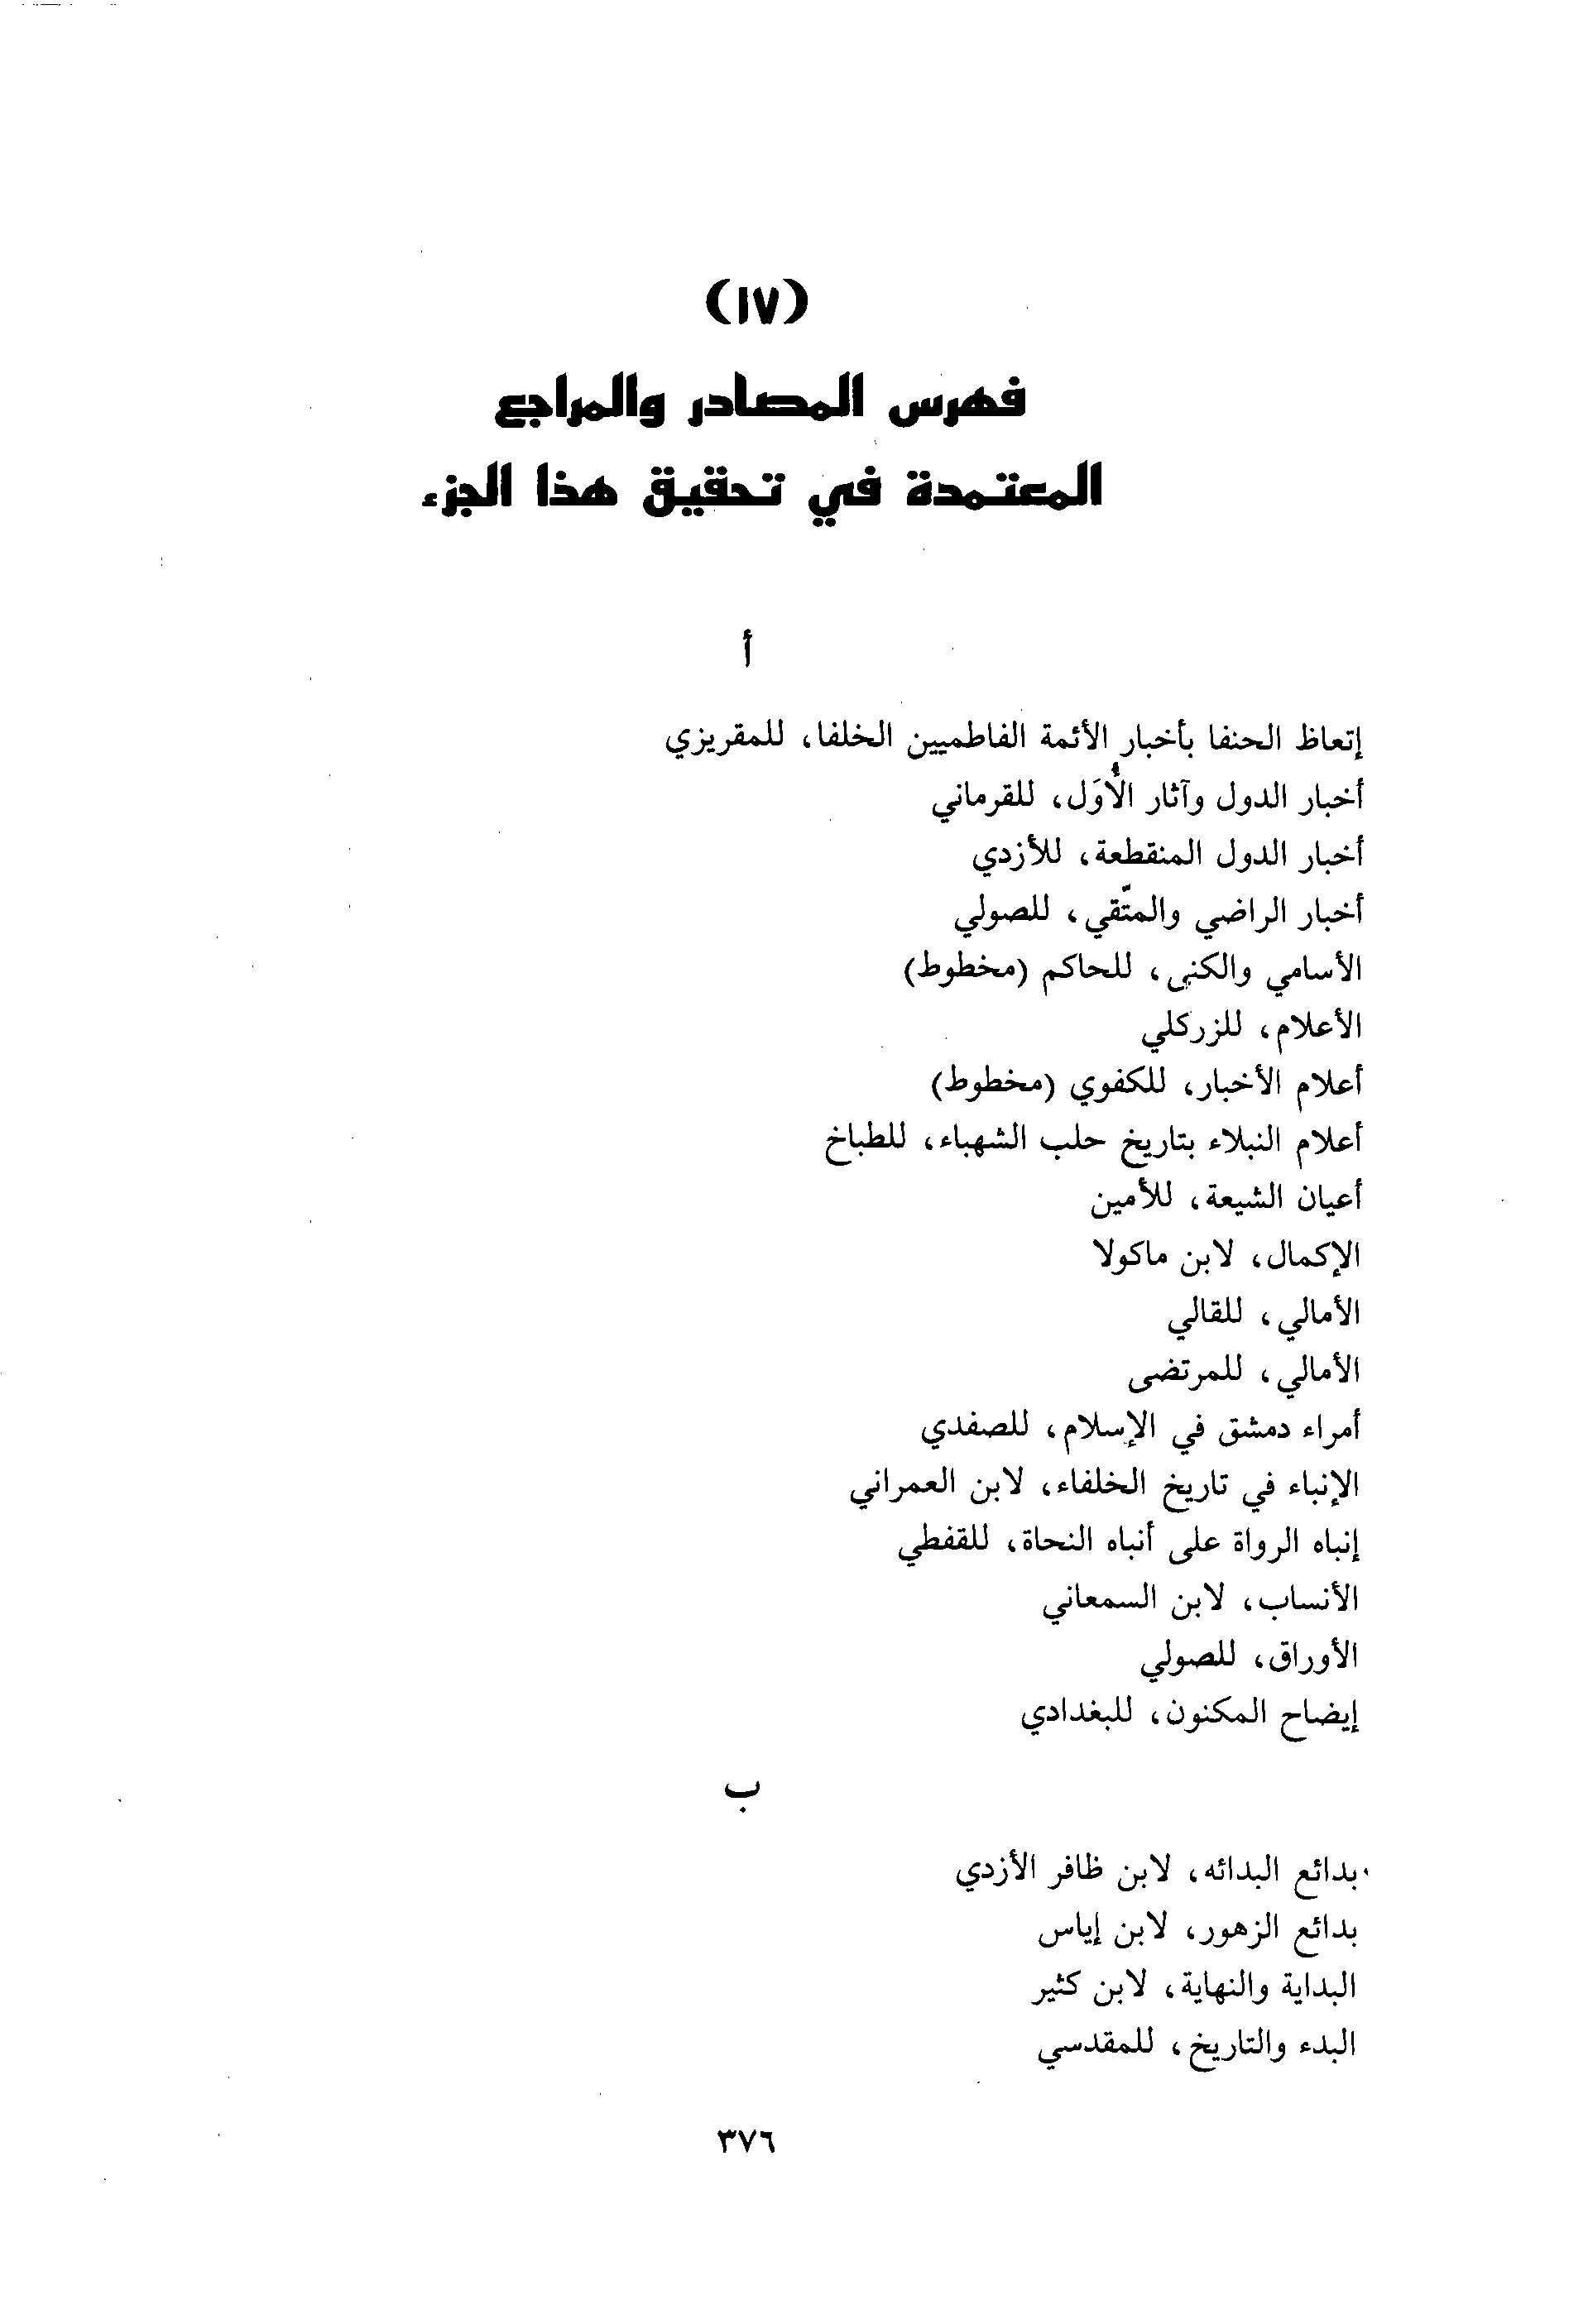 (١٧)
فهرس المصادر والمراجع
المعتمدة في تحقيق هذا الجزء
أ
إتعاظ الحنفا بأخبار الأئمة الفاطميين الخلفا، للمقريزي
أخبار الدول وآثار الأُوَل، للقرماني
أخبار الدول المنقطعة، للأزدي
أخبار الراضي والمتّقي، للصولي
الأسامي والكنى، للحاكم (مخطوط)
الأعلام، للزركلي
أعلام الأخبار، للكفوي (مخطوط)
أعلام النبلاء بتاريخ حلب الشهباء، للطباخ
أعيان الشيعة، للأمين
الإكمال، لابن ماكولا
الأمالي، للقالي
الأمالي، للمرتضى
أمراء دمشق في الإسلام، للصفدي
الإنباء في تاريخ الخلفاء، لابن العمراني
إنباه الرواة على أنباه النحاة، للقفطي
الأنساب، لابن السمعاني
الأوراق، للصولي
إيضاح المكنون، للبغدادي
ب
بدائع البدائه، لابن ظافر الأزدي
بدائع الزهور، لابن إياس
البداية والنهاية، لابن كثير
البدء والتاريخ، للمقدسي
٣٧٦